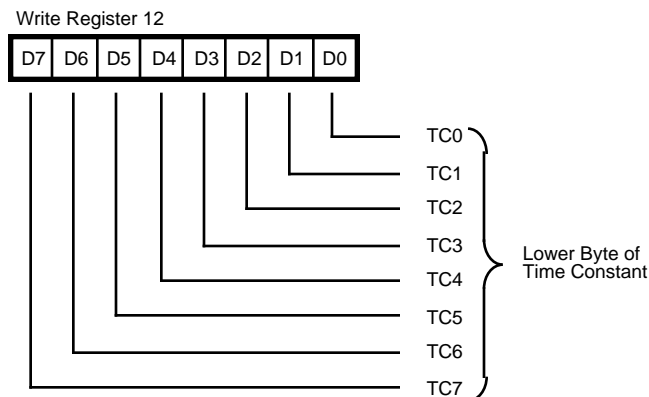 Write Register 12
D7 D6 D5 D4 D3 D2 D1 D0
TC0
TC1
TC2
TC3
TC4
TC5
TC6
TC7
Lower Byte of
Time Constant